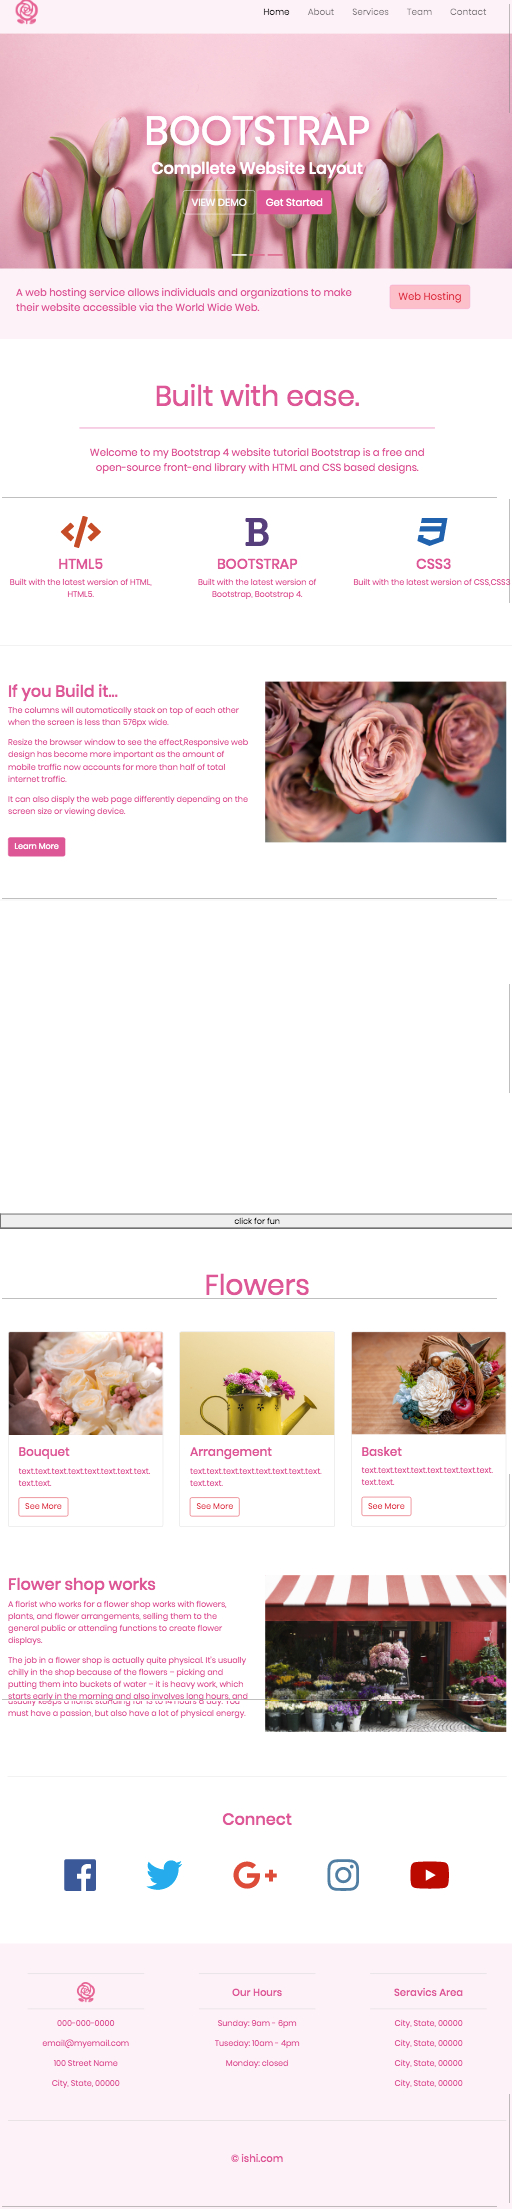 Home About Services Team Contact
BOOTSTRAP
Compllete Website Layout
VIEW DEMO Get Started
A web hosting service allows individuals and organizations to make
their website accessible via the World Wide Web.
Web Hosting
Built with ease.
Welcome to my Bootstrap 4 website tutorial Bootstrap is a free and
open-source front-end library with HTML and CSS based designs.
HTML5
Built with the latest wersion of HTML,
HTML5.
B
BOOTSTRAP
Built with the latest wersion of
Bootstrap, Bootstrap 4.
CSS3
Built with the latest wersion of CSS,CSS3
If you Build it...
The columns will automatically stack on top of each other
when the screen is less than 576px wide.
Resize the browser window to see the effect,Responsive web
design has become more important as the amount of
mobile traffic now accounts for more than half of total
internet traffic.
It can also disply the web page differently depending on the
screen size or viewing device.
Learn More
click for fun
Flowers
Bouquet
text.text.text.text.text.text.text.text.
text.text.
See More
Arrangement
text.text.text.text.text.text.text.text.
text.text.
See More
Basket
text.text.text.text.text.text.text.text.
text.text.
See More
Flower shop works
A florist who works for a flower shop works with flowers,
plants, and flower arrangements, selling them to the
general public or attending functions to create flower
displays.
The job in a flower shop is actually quite physical. It's usually
chilly in the shop because of the flowers – picking and
putting them into buckets of water – it is heavy work, which
starts early in the morning and also involves long hours, and
usually keeps a florist standing for 13 to 14 hours a day. You
must have a passion, but also have a lot of physical energy.
Connect
000-000-0000
email@myemail.com
100 Street Name
City, State, 00000
Our Hours
Sunday: 9am - 6pm
Tuseday: 10am - 4pm
Monday: closed
Seravics Area
City, State, 00000
City, State, 00000
City, State, 00000
City, State, 00000
© ishi.com